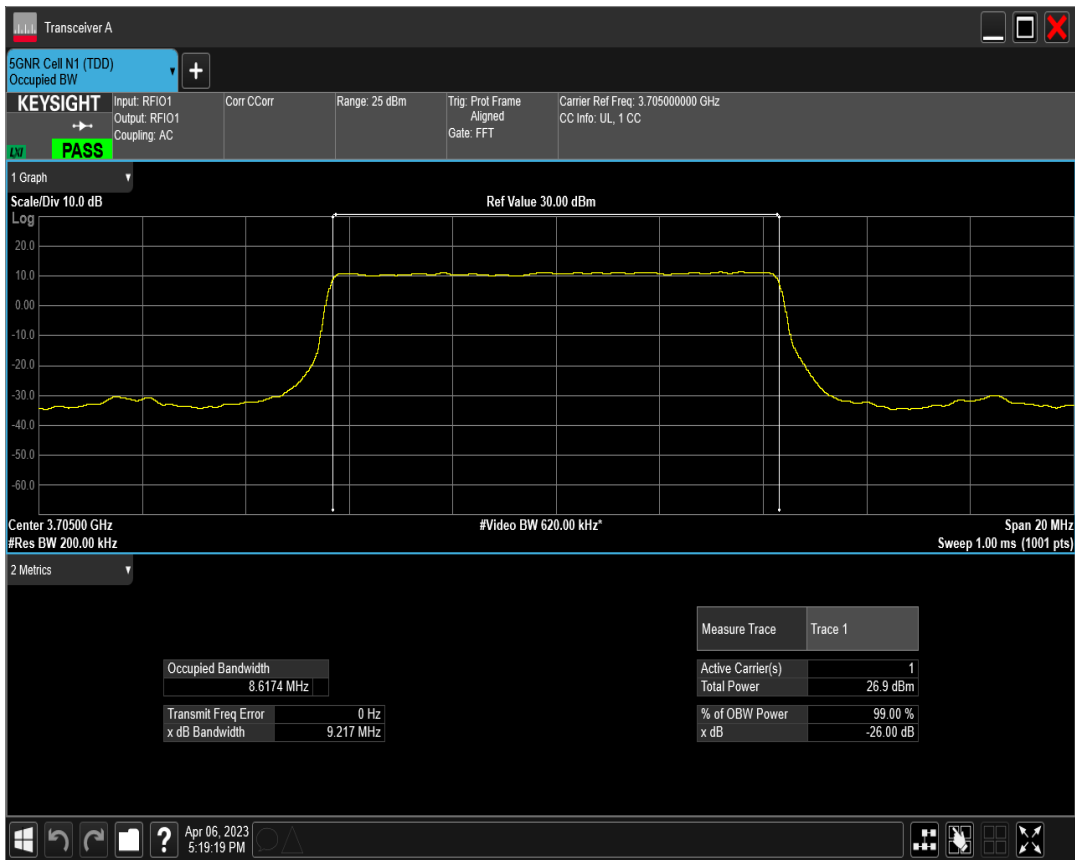 Transceiver A
5GNR Cell N1 (TDD)
Occupied BW
+
KEYSIGHT
LXI
PASS
Input: RFIO1
Output: RFIO1
Coupling: AC
Corr CCorr
Range: 25 dBm
Trig: Prot Frame
Aligned
Gate: FFT
Carrier Ref Freq: 3.705000000 GHz
CC Info: UL, 1 CC
1 Graph
Scale/Div 10.0 dB
Ref Value 30.00 dBm
Log
20.0
10.0
0.00
-10.0
-20.0
-30.0
-40.0
-50.0
-60.0
Center 3.70500 GHz
#Video BW 620.00 kHz*
Span 20 MHz
#Res BW 200.00 kHz
Sweep 1.00 ms (1001 pts)
2 Metrics
Measure Trace Trace 1
Occupied Bandwidth
8.6174 MHz
Active Carrier(s) 1
Total Power 26.9 dBm
Transmit Freq Error 0 Hz
x dB Bandwidth 9.217 MHz
% of OBW Power 99.00 %
x dB -26.00 dB
?
Apr 06, 2023
5:19:19 PM